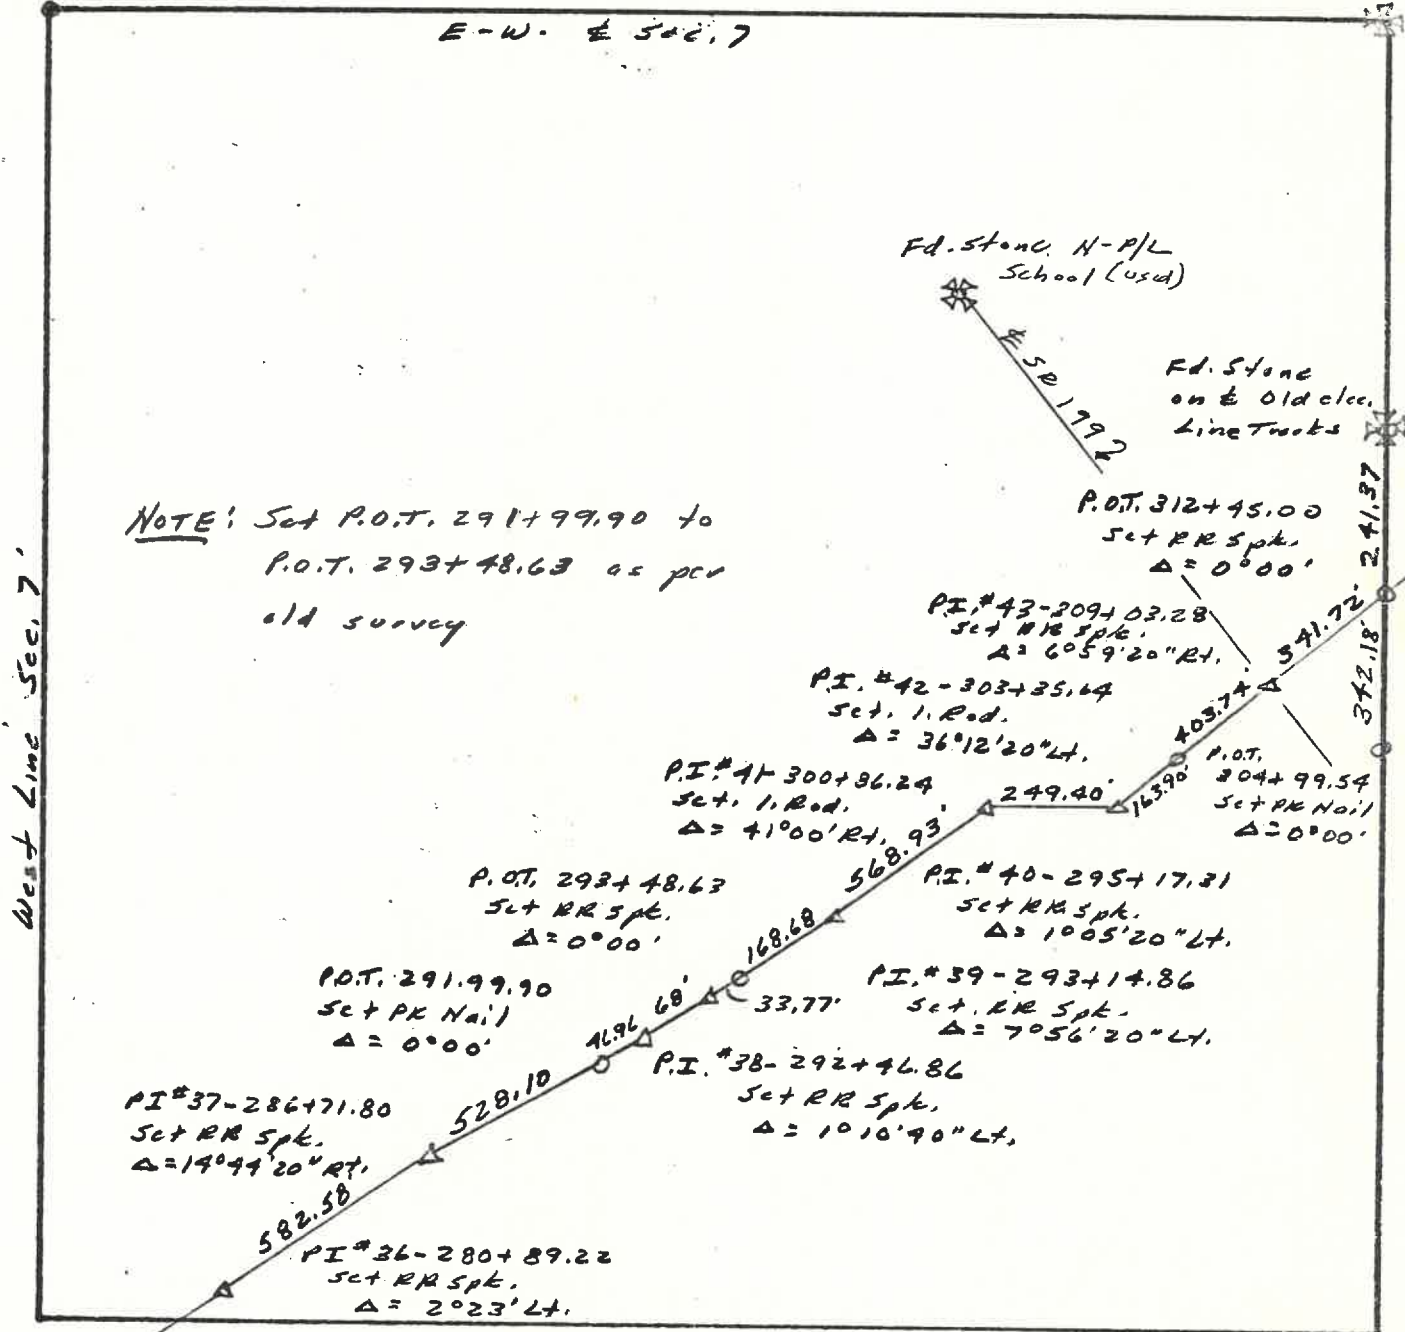 E-W. ℄ Sec. 7
Fd. Stone N-P/L
School (used)
℄ SR 1992
Fd. Stone
on ℄ Old elec.
Line Tracks
241.37
NOTE: Set P.O.T. 291+99.90 to
P.O.T. 293+48.63 as per
old survey
West Line Sec. 7
P.O.T. 312+45.00
Set RR Spk.
Δ = 0°00'
341.72'
342.18'
P.I. #43-309+03.28
Set RR Spk.
Δ = 6°59'20" Rt.
403.74'
P.I. #42-303+35.64
Set. I. Rod.
Δ = 36°12'20" Lt.
P.O.T.
304+99.54
Set PK Nail
Δ = 0°00'
163.90'
249.40'
P.I. #41-300+86.24
Set. I. Rod.
Δ = 41°00' Rt.
568.93'
P.I. #40-295+17.31
Set RR Spk.
Δ = 1°05'20" Lt.
P.O.T. 293+48.63
Set RR Spk.
Δ = 0°00'
168.68
33.77'
P.I. #39-293+14.86
Set. RR Spk.
Δ = 7°56'20" Lt.
P.O.T. 291.99.90
Set PK Nail
Δ = 0°00'
46.96
68'
P.I. #38-292+46.86
Set RR Spk.
Δ = 1°10'40" Lt.
528.10
PI #37-286+71.80
Set RR Spk.
Δ = 14°44'20" Rt.
582.58
PI #36-280+89.22
Set RR Spk.
Δ = 2°23' Lt.